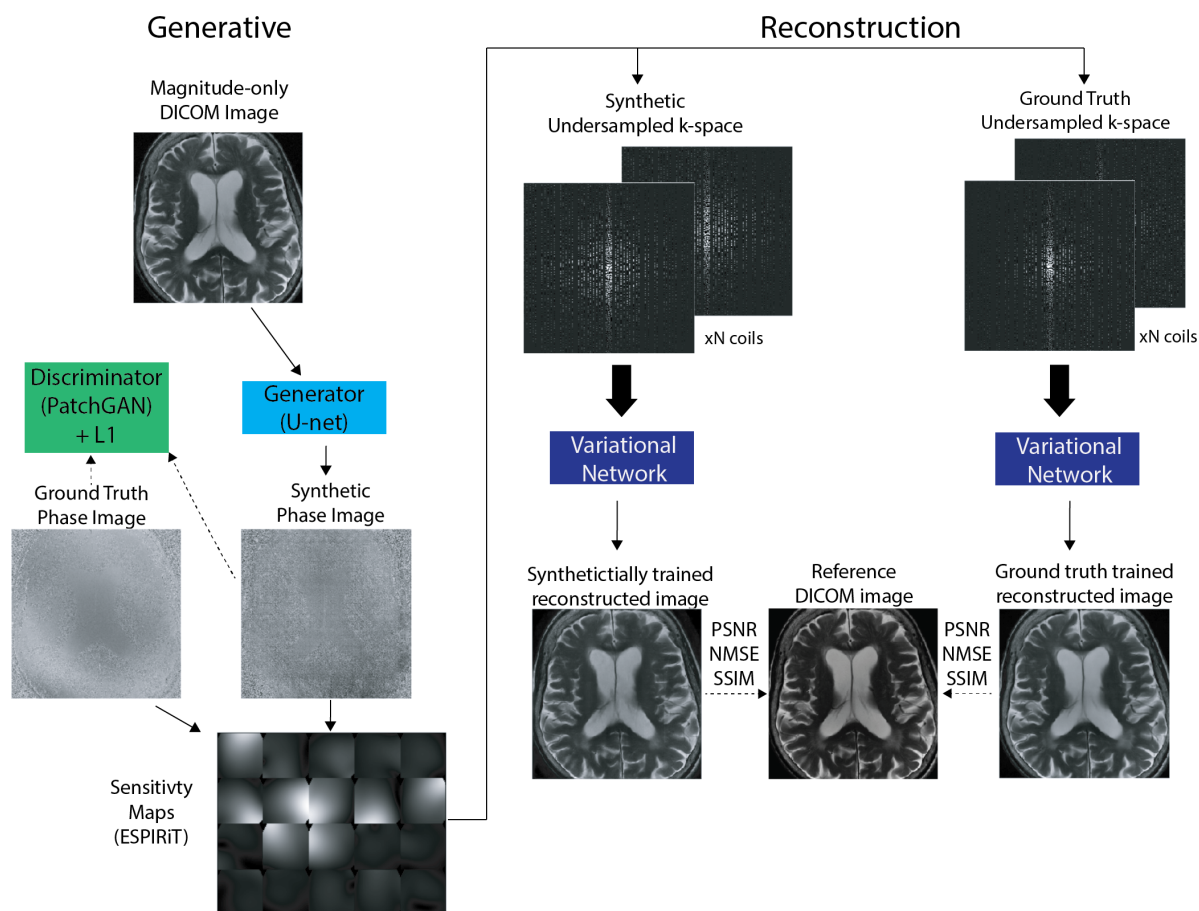 Generative
Magnitude-only
DICOM Image
Discriminator
(PatchGAN)
+ L1
Generator
(U-net)
Ground Truth
Phase Image
Synthetic
Phase Image
Sensitivty
Maps
(ESPIRiT)
Reconstruction
Synthetic
Undersampled k-space
xN coils
Ground Truth
Undersampled k-space
xN coils
Variational
Network
Variational
Network
Synthetictially trained
reconstructed image
PSNR
NMSE
SSIM
Reference
DICOM image
PSNR
NMSE
SSIM
Ground truth trained
reconstructed image